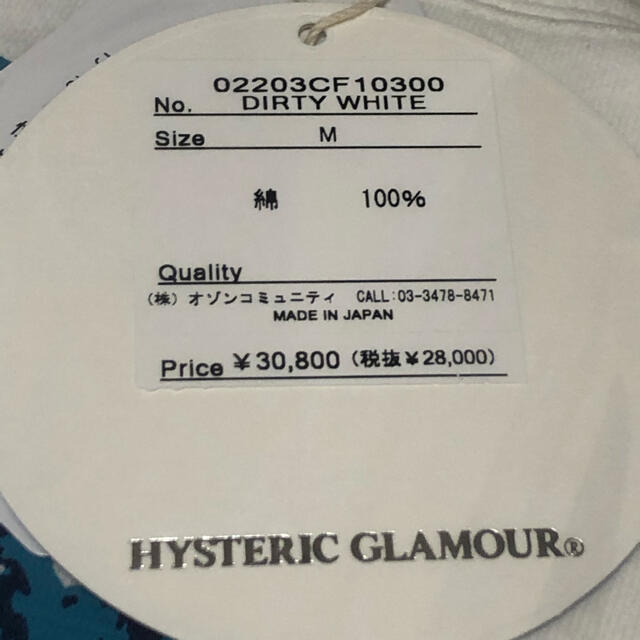 02203CF10300
No. DIRTY WHITE
Size M
綿 100%
Quality
(株) オゾンコミュニティ CALL:03-3478-8471
MADE IN JAPAN
Price ¥30,800 (税抜¥28,000)
HYSTERIC GLAMOUR®